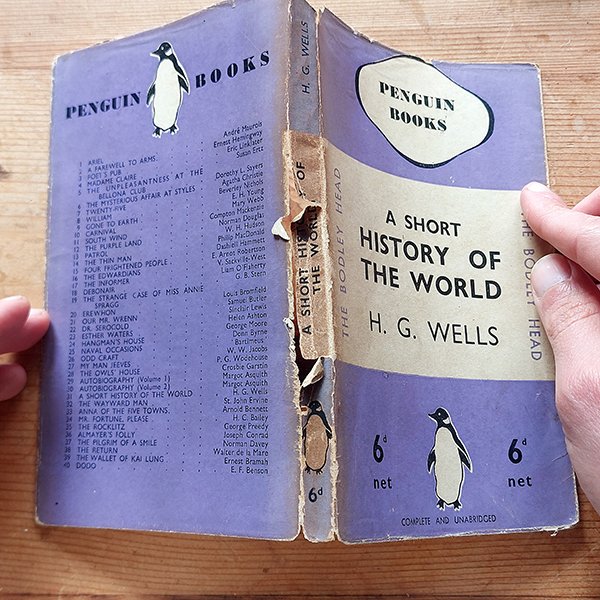 PENGUIN BOOKS
1 ARIEL André Maurois
2 A FAREWELL TO ARMS Ernest Hemingway
3 POET'S PUB Eric Linklater
4 MADAME CLAIRE Susan Ertz
5 THE UNPLEASANTNESS AT THE
BELLONA CLUB Dorothy L. Sayers
6 THE MYSTERIOUS AFFAIR AT STYLES Agatha Christie
7 TWENTY-FIVE Beverley Nichols
8 WILLIAM E. H. Young
9 GONE TO EARTH Mary Webb
10 CARNIVAL Compton Mackenzie
11 SOUTH WIND Norman Douglas
12 THE PURPLE LAND W. H. Hudson
13 PATROL Philip MacDonald
14 THE THIN MAN Dashiell Hammett
15 FOUR FRIGHTENED PEOPLE E. Arnot Robertson
16 THE EDWARDIANS V. Sackville-West
17 THE INFORMER Liam O'Flaherty
18 DEBONAIR G. B. Stern
19 THE STRANGE CASE OF MISS ANNIE
SPRAGG Louis Bromfield
20 EREWHON Samuel Butler
21 OUR MR. WRENN Sinclair Lewis
22 DR. SEROCOLD Helen Ashton
23 ESTHER WATERS George Moore
24 HANGMAN'S HOUSE Donn Byrne
25 NAVAL OCCASIONS Bartimeus
26 ODD CRAFT W. W. Jacobs
27 MY MAN JEEVES P. G. Wodehouse
28 THE OWLS' HOUSE Crosbie Garstin
29 AUTOBIOGRAPHY (Volume 1) Margot Asquith
30 AUTOBIOGRAPHY (Volume 2) Margot Asquith
31 A SHORT HISTORY OF THE WORLD H. G. Wells
32 THE WAYWARD MAN St. John Ervine
33 ANNA OF THE FIVE TOWNS Arnold Bennett
34 MR. FORTUNE, PLEASE H. C. Bailey
35 THE ROCKLITZ George Preedy
36 ALMAYER'S FOLLY Joseph Conrad
37 THE PILGRIM OF A SMILE Norman Davey
38 THE RETURN Walter de la Mare
39 THE WALLET OF KAI LUNG Ernest Bramah
40 DODO E. F. Benson
H. G. WELLS
A SHORT HIST Y OF
THE WORLD
6d
PENGUIN
BOOKS
THE BODLEY HEAD
A SHORT
HISTORY OF
THE WORLD
H. G. WELLS
THE BODLEY HEAD
6d
net
6d
net
COMPLETE AND UNABRIDGED